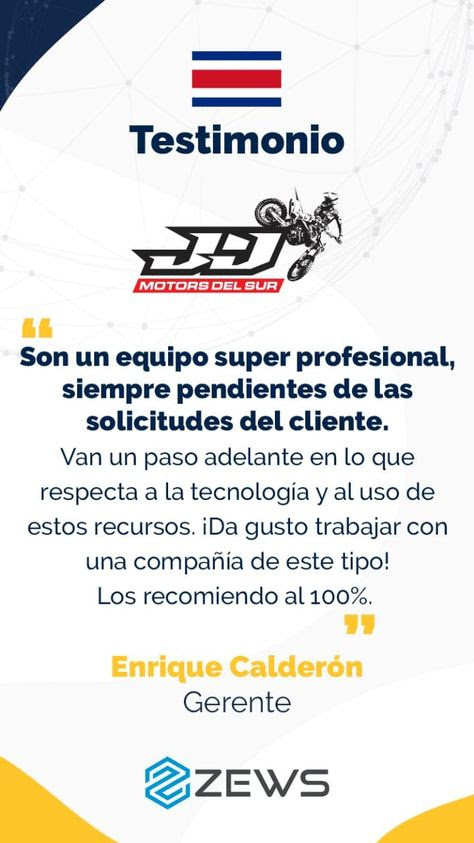 Testimonio
JJ
MOTORS DEL SUR
“
Son un equipo super profesional,
siempre pendientes de las
solicitudes del cliente.
Van un paso adelante en lo que
respecta a la tecnología y al uso de
estos recursos. ¡Da gusto trabajar con
una compañía de este tipo!
Los recomiendo al 100%.
”
Enrique Calderón
Gerente
ZEWS